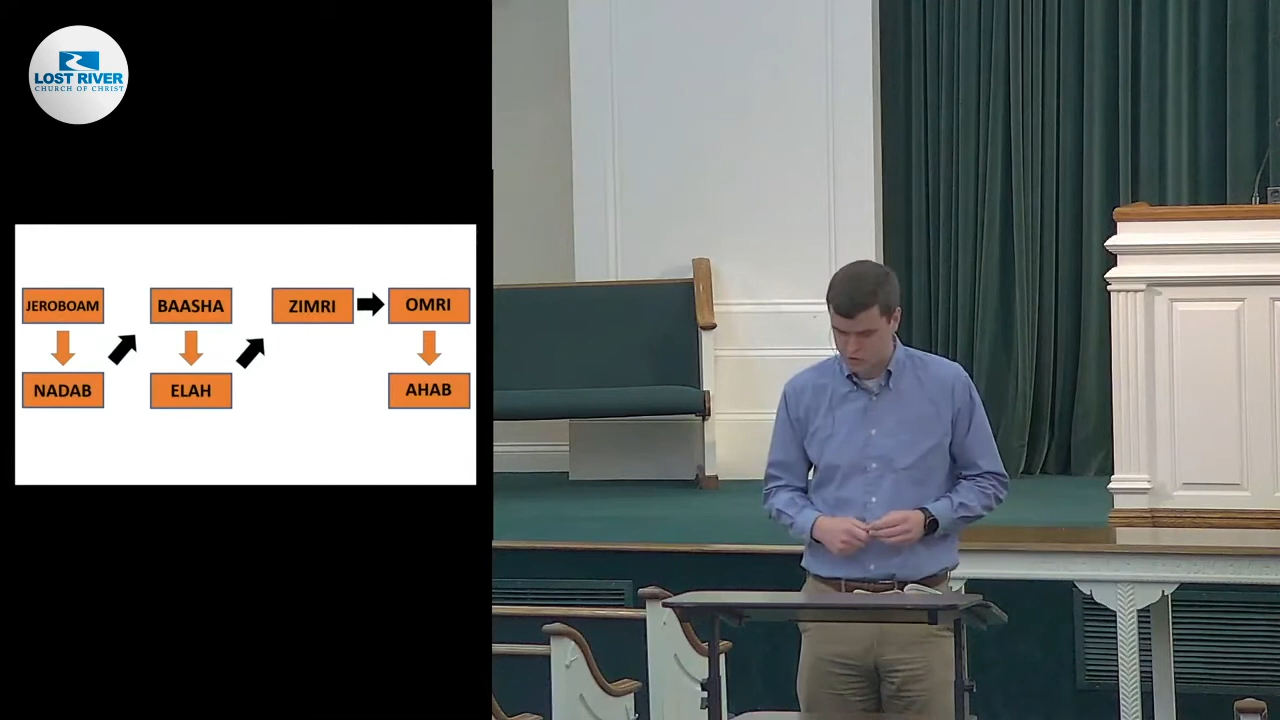 LOST RIVER
CHURCH OF CHRIST
JEROBOAM
BAASHA
ZIMRI
OMRI
NADAB
ELAH
AHAB